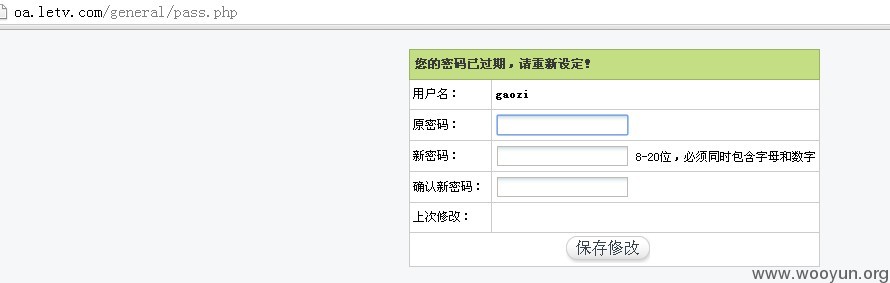 oa.letv.com/general/pass.php
您的密码已过期，请重新设定!
用户名： gaozi
原密码：
新密码： 8-20位，必须同时包含字母和数字
确认新密码：
上次修改：
保存修改
www.wooyun.org